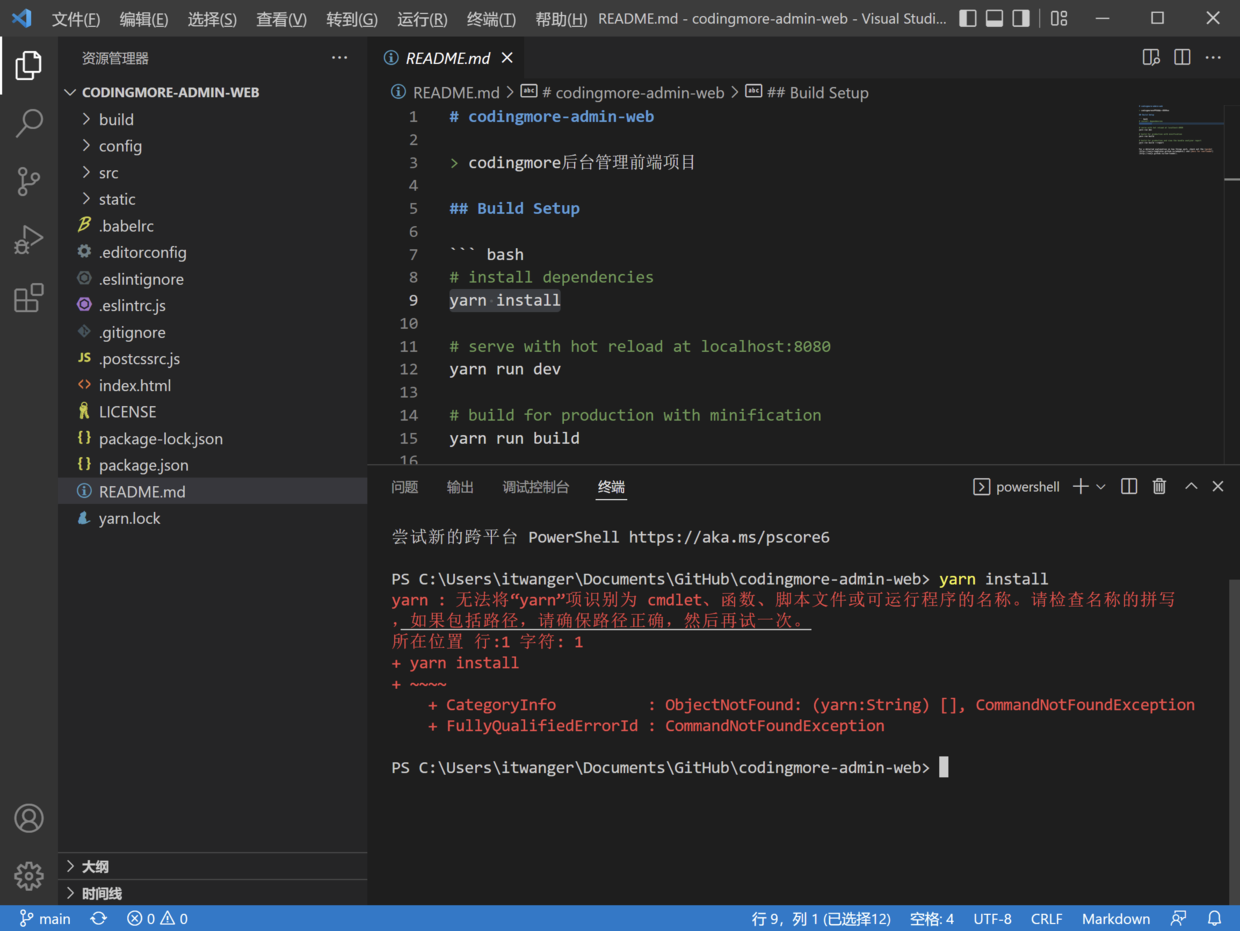 文件(F) 编辑(E) 选择(S) 查看(V) 转到(G) 运行(R) 终端(T) 帮助(H) README.md - codingmore-admin-web - Visual Studi...
资源管理器
CODINGMORE-ADMIN-WEB
build
config
src
static
.babelrc
.editorconfig
.eslintignore
.eslintrc.js
.gitignore
.postcssrc.js
index.html
LICENSE
package-lock.json
package.json
README.md
yarn.lock
大纲
时间线
README.md
README.md > # codingmore-admin-web > ## Build Setup
1 # codingmore-admin-web
2
3 > codingmore后台管理前端项目
4
5 ## Build Setup
6
7 ``` bash
8 # install dependencies
9 yarn install
10
11 # serve with hot reload at localhost:8080
12 yarn run dev
13
14 # build for production with minification
15 yarn run build
16
问题 输出 调试控制台 终端 powershell
尝试新的跨平台 PowerShell https://aka.ms/pscore6
PS C:\Users\itwanger\Documents\GitHub\codingmore-admin-web> yarn install
yarn : 无法将“yarn”项识别为 cmdlet、函数、脚本文件或可运行程序的名称。请检查名称的拼写
，如果包括路径，请确保路径正确，然后再试一次。
所在位置 行:1 字符: 1
+ yarn install
+ ~~~~
+ CategoryInfo : ObjectNotFound: (yarn:String) [], CommandNotFoundException
+ FullyQualifiedErrorId : CommandNotFoundException
PS C:\Users\itwanger\Documents\GitHub\codingmore-admin-web>
main 0 0 行 9，列 1 (已选择12) 空格: 4 UTF-8 CRLF Markdown